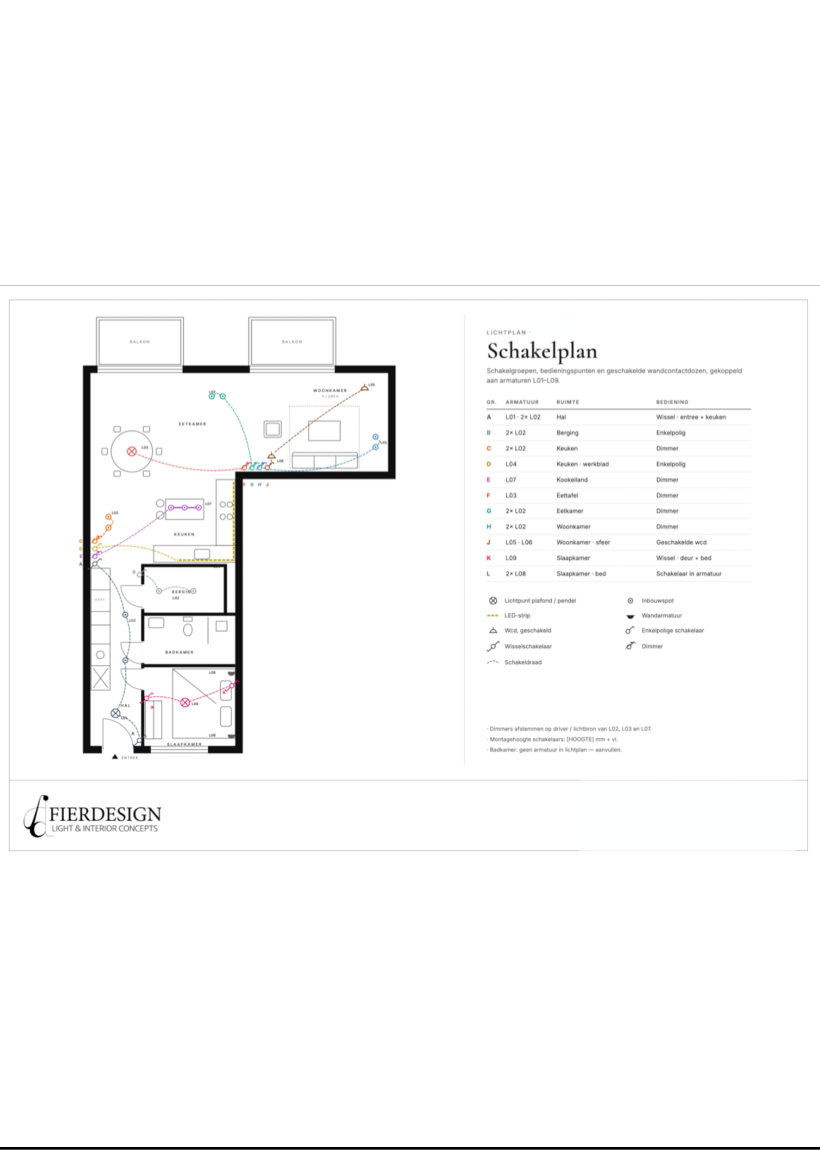 BALKON
BALKON
WOONKAMER
L05
L02
EETKAMER
L03
L02
L06
F G H J
L07
L02
KEUKEN
C
D
E
A
B
BERGING
L02
KAST
L02
BADKAMER
L08
K
L09
HAL
L01
A
L08
SLAAPKAMER
ENTREE
LICHTPLAN ·
Schakelplan
Schakelgroepen, bedieningspunten en geschakelde wandcontactdozen, gekoppeld
aan armaturen L01–L09.
GR. ARMATUUR RUIMTE BEDIENING
A L01 · 2× L02 Hal Wissel · entree + keuken
B 2× L02 Berging Enkelpolig
C 2× L02 Keuken Dimmer
D L04 Keuken · werkblad Enkelpolig
E L07 Kookeiland Dimmer
F L03 Eettafel Dimmer
G 2× L02 Eetkamer Dimmer
H 2× L02 Woonkamer Dimmer
J L05 · L06 Woonkamer · sfeer Geschakelde wcd
K L09 Slaapkamer Wissel · deur + bed
L 2× L08 Slaapkamer · bed Schakelaar in armatuur
Lichtpunt plafond / pendel Inbouwspot
LED-strip Wandarmatuur
Wcd, geschakeld Enkelpolige schakelaar
Wisselschakelaar Dimmer
Schakeldraad
· Dimmers afstemmen op driver / lichtbron van L02, L03 en L07.
· Montagehoogte schakelaars: [HOOGTE] mm + vl.
· Badkamer: geen armatuur in lichtplan — aanvullen.
FIERDESIGN
LIGHT & INTERIOR CONCEPTS